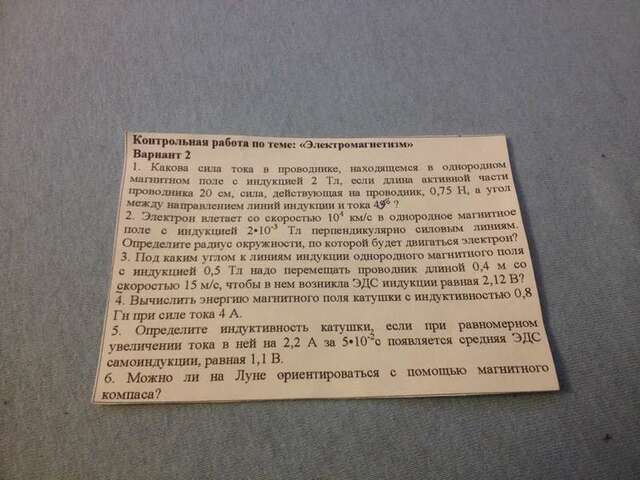 Контрольная работа по теме: «Электромагнетизм»
Вариант 2
1. Какова сила тока в проводнике, находящемся в однородном
магнитном поле с индукцией 2 Тл, если длина активной части
проводника 20 см, сила, действующая на проводник, 0,75 Н, а угол
между направлением линий индукции и тока ?
2. Электрон влетает со скоростью 10⁴ км/с в однородное магнитное
поле с индукцией 2•10⁻³ Тл перпендикулярно силовым линиям.
Определите радиус окружности, по которой будет двигаться электрон?
3. Под каким углом к линиям индукции однородного магнитного поля
с индукцией 0,5 Тл надо перемещать проводник длиной 0,4 м со
скоростью 15 м/с, чтобы в нем возникла ЭДС индукции равная 2,12 В?
4. Вычислить энергию магнитного поля катушки с индуктивностью 0,8
Гн при силе тока 4 А.
5. Определите индуктивность катушки, если при равномерном
увеличении тока в ней на 2,2 А за 5•10⁻²с появляется средняя ЭДС
самоиндукции, равная 1,1 В.
6. Можно ли на Луне ориентироваться с помощью магнитного
компаса?